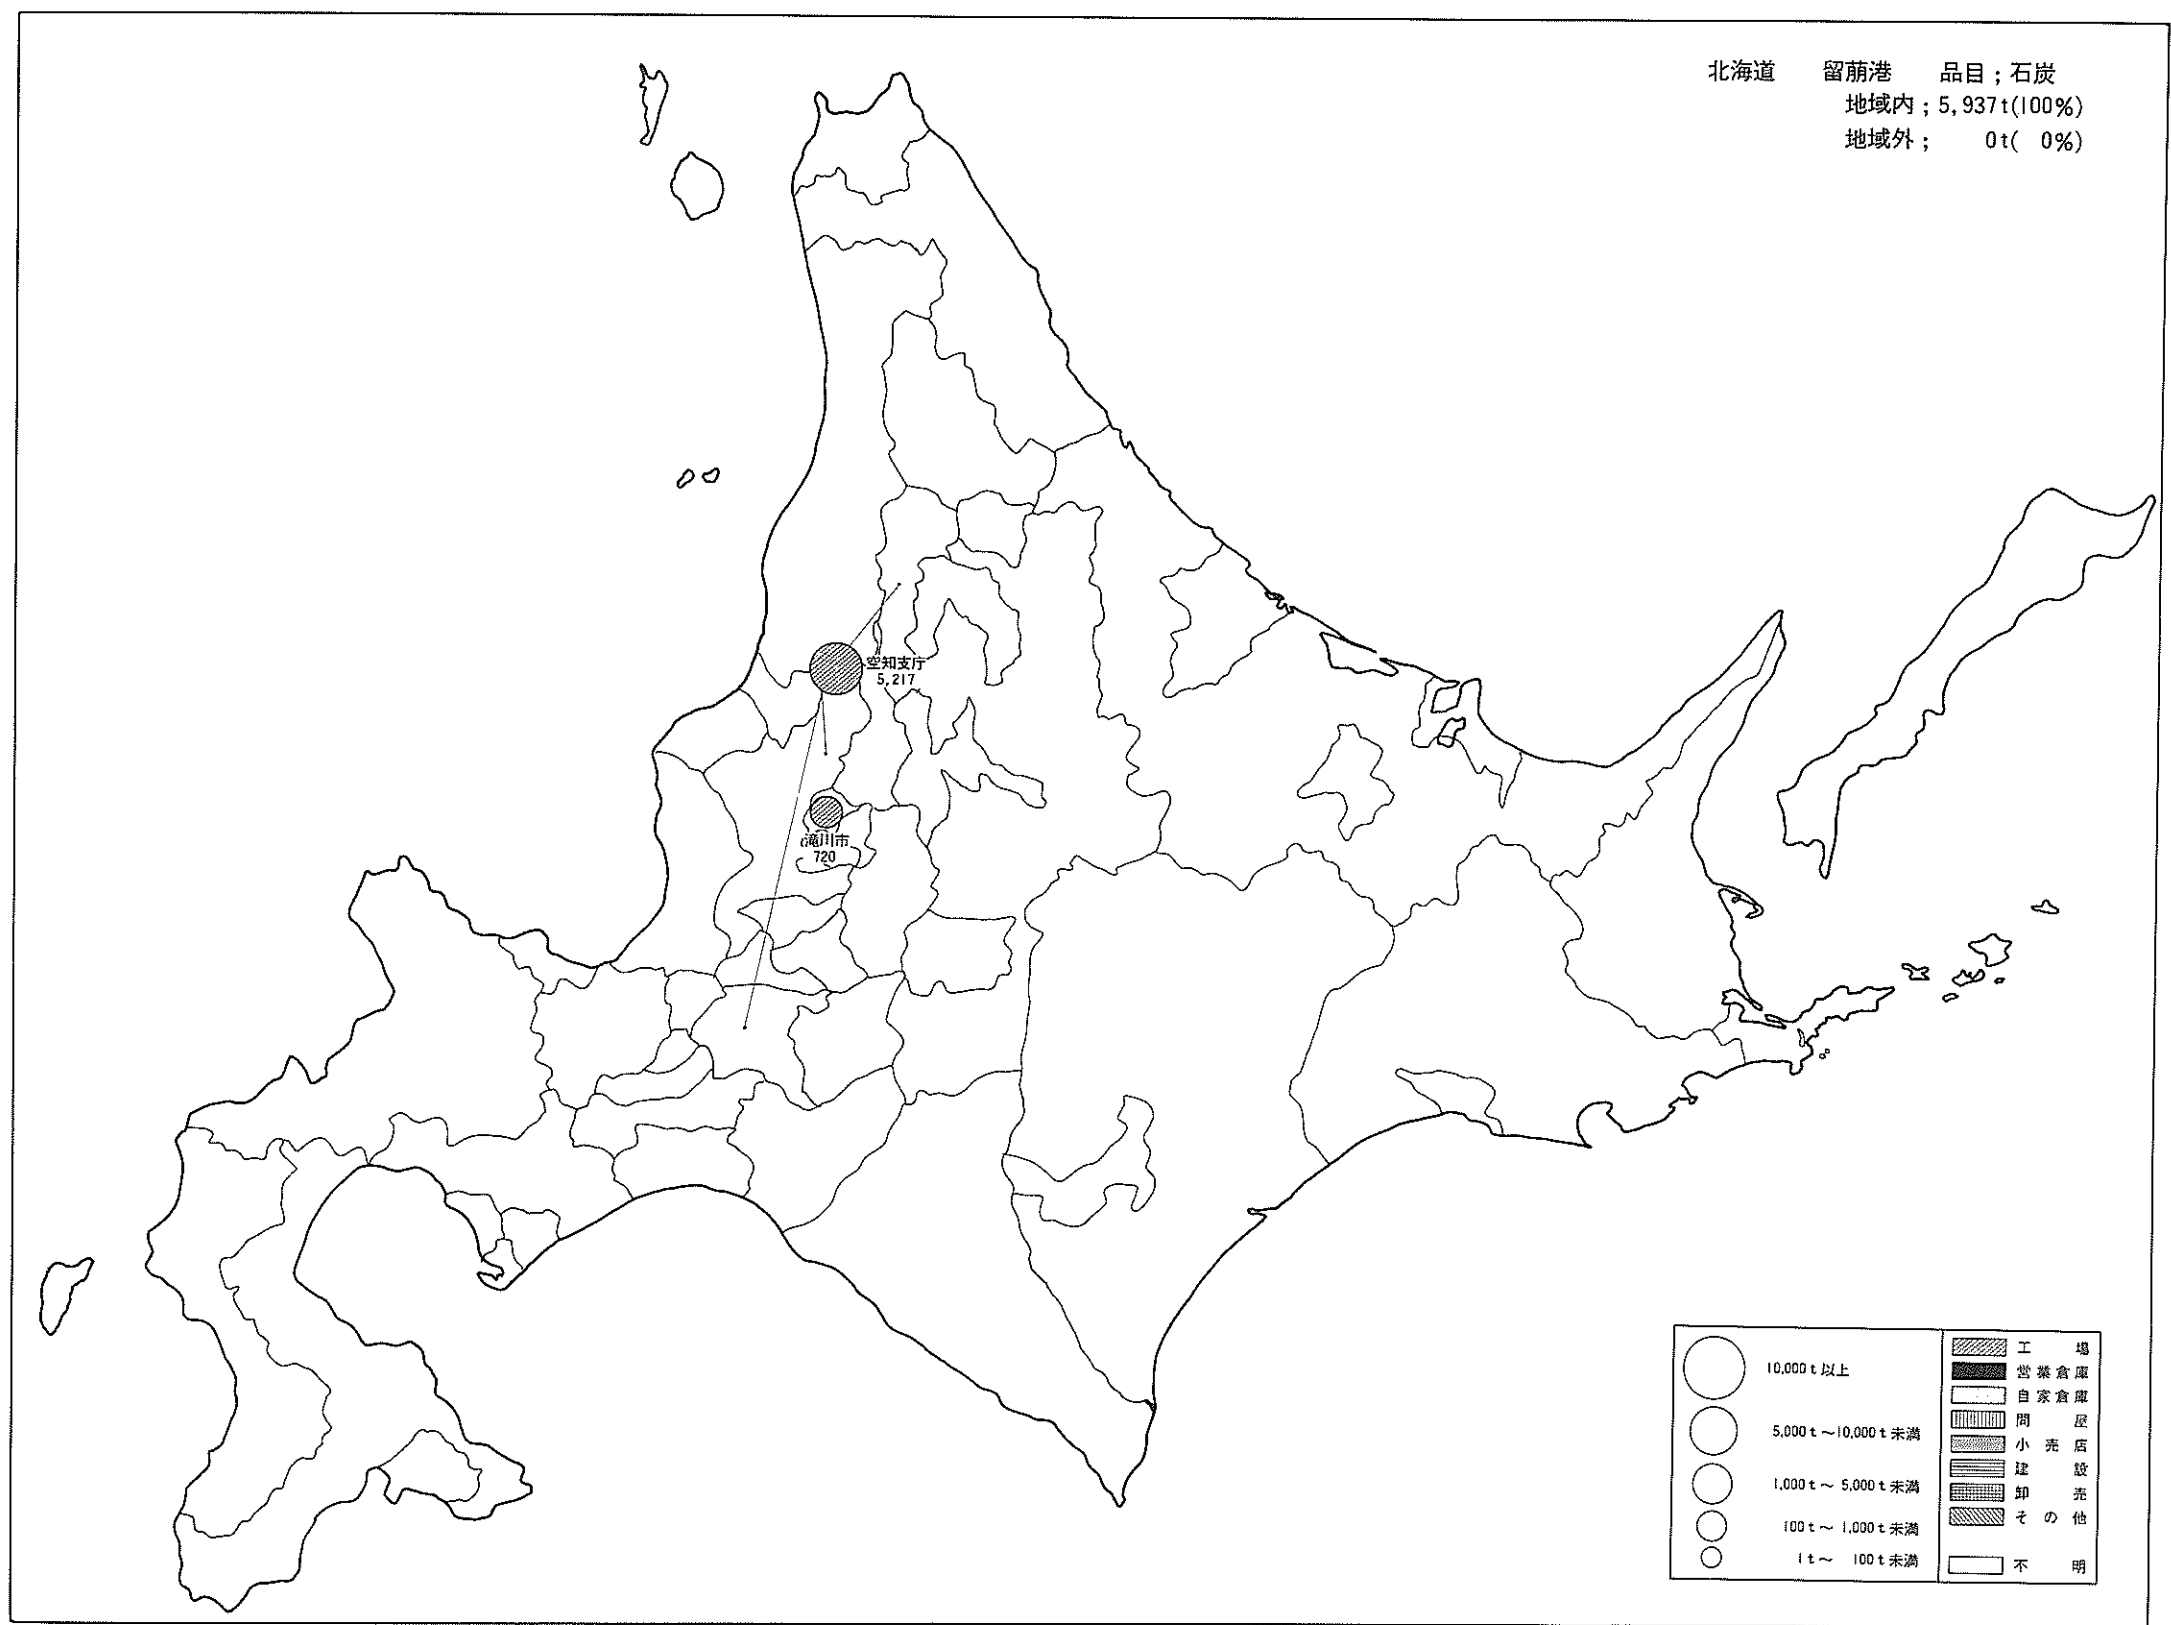 北海道 留萠港 品目;石炭
地域内;5,937t(100%)
地域外; 0t( 0%)
空知支庁
5,217
滝川市
720
10,000t以上
5,000t～10,000t未満
1,000t～5,000t未満
100t～1,000t未満
1t～ 100t未満
工場
営業倉庫
自家倉庫
問屋
小売店
建設
卸売
その他
不明